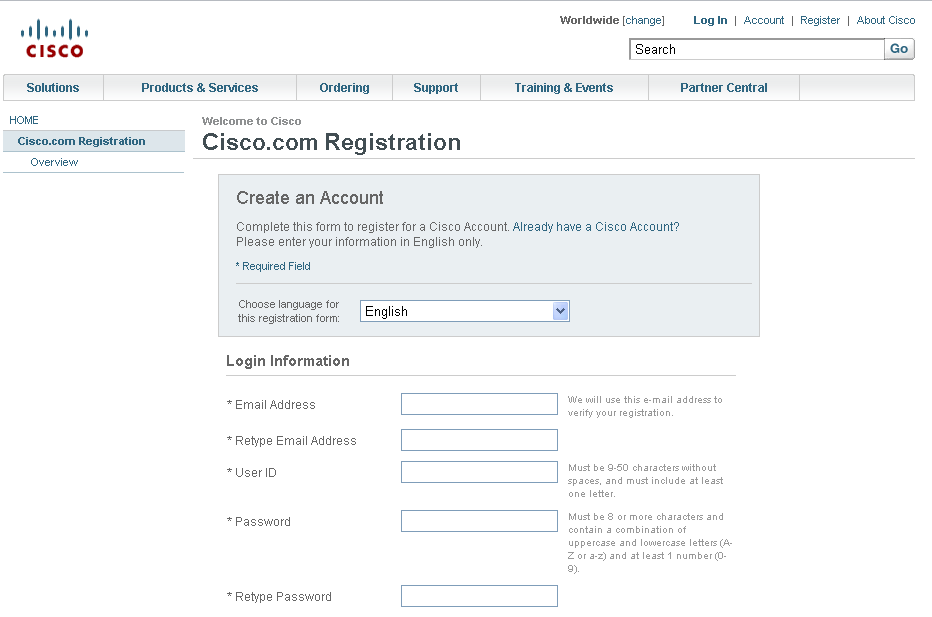 Worldwide [change] Log In | Account | Register | About Cisco
CISCO
Search Go
Solutions Products & Services Ordering Support Training & Events Partner Central
HOME
Cisco.com Registration
Overview
Welcome to Cisco
Cisco.com Registration
Create an Account
Complete this form to register for a Cisco Account. Already have a Cisco Account?
Please enter your information in English only.
* Required Field
Choose language for
this registration form:
English
Login Information
* Email Address
We will use this e-mail address to
verify your registration.
* Retype Email Address
* User ID
Must be 9-50 characters without
spaces, and must include at least
one letter.
* Password
Must be 8 or more characters and
contain a combination of
uppercase and lowercase letters (A-
Z or a-z) and at least 1 number (0-
9).
* Retype Password